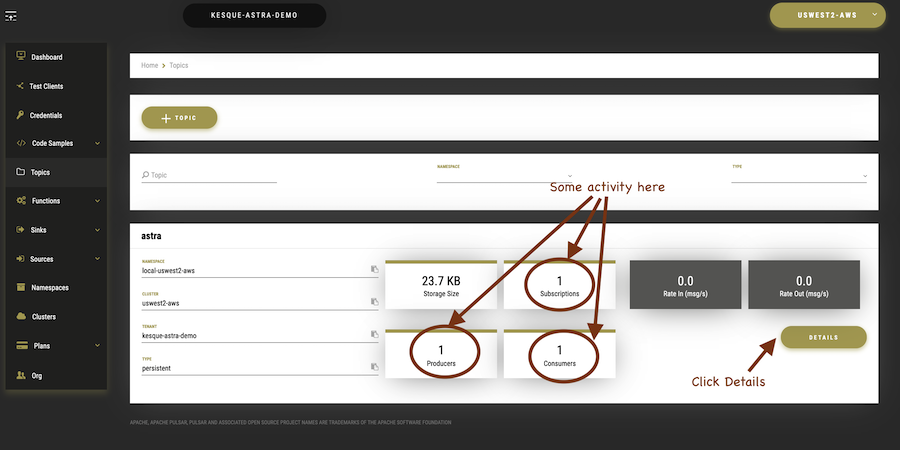 KESQUE-ASTRA-DEMO
USWEST2-AWS
Dashboard
Test Clients
Credentials
Code Samples
Topics
Functions
Sinks
Sources
Namespaces
Clusters
Plans
Org
Home > Topics
+ TOPIC
Topic
NAMESPACE
TYPE
Some activity here
astra
NAMESPACE
local-uswest2-aws
CLUSTER
uswest2-aws
TENANT
kesque-astra-demo
TYPE
persistent
23.7 KB
Storage Size
1
Subscriptions
0.0
Rate In (msg/s)
0.0
Rate Out (msg/s)
1
Producers
1
Consumers
DETAILS
Click Details
APACHE, APACHE PULSAR, PULSAR AND ASSOCIATED OPEN SOURCE PROJECT NAMES ARE TRADEMARKS OF THE APACHE SOFTWARE FOUNDATION